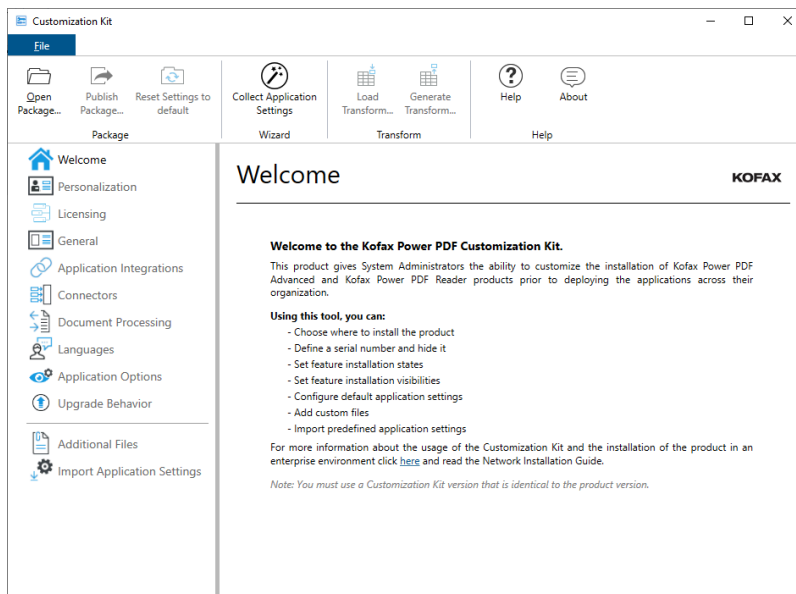 Customization Kit
File
Open Package...
Publish Package...
Reset Settings to default
Collect Application Settings
Load Transform...
Generate Transform...
Help
About
Package
Wizard
Transform
Help
Welcome
Personalization
Licensing
General
Application Integrations
Connectors
Document Processing
Languages
Application Options
Upgrade Behavior
Additional Files
Import Application Settings
Welcome
KOFAX
Welcome to the Kofax Power PDF Customization Kit.
This product gives System Administrators the ability to customize the installation of Kofax Power PDF
Advanced and Kofax Power PDF Reader products prior to deploying the applications across their
organization.
Using this tool, you can:
- Choose where to install the product
- Define a serial number and hide it
- Set feature installation states
- Set feature installation visibilities
- Configure default application settings
- Add custom files
- Import predefined application settings
For more information about the usage of the Customization Kit and the installation of the product in an
enterprise environment click here and read the Network Installation Guide.
Note: You must use a Customization Kit version that is identical to the product version.